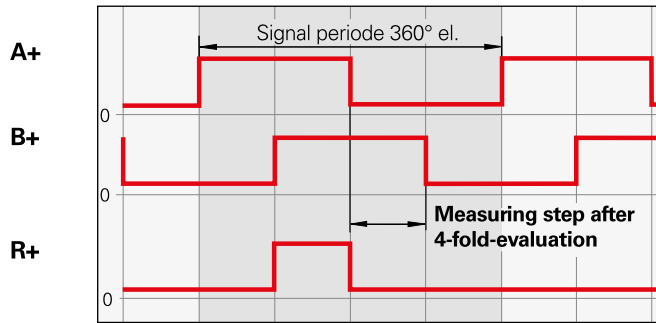 Signal periode 360° el.
A+
0
B+
0
Measuring step after
4-fold-evaluation
R+
0